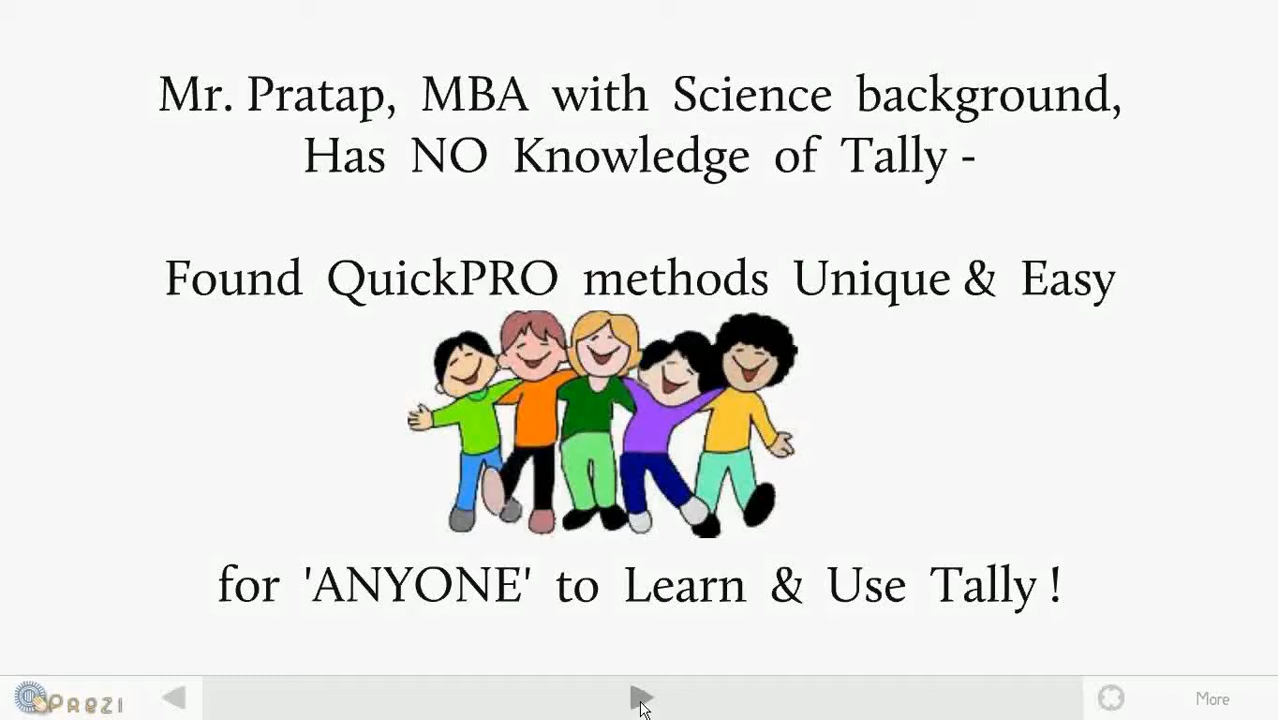 Mr. Pratap, MBA with Science background,
Has NO Knowledge of Tally -
Found QuickPRO methods Unique & Easy
for 'ANYONE' to Learn & Use Tally !
Prezi
More